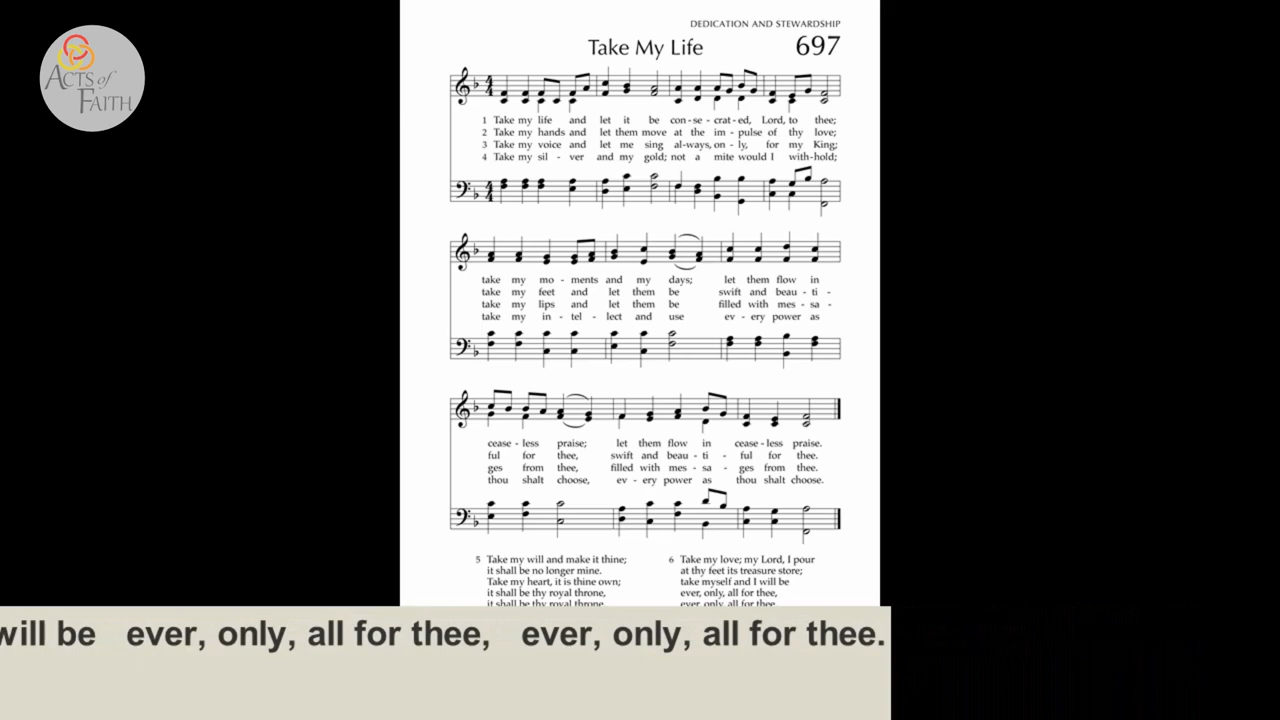 ACTS of
FAITH
DEDICATION AND STEWARDSHIP
Take My Life 697
1 Take my life and let it be con-se-crat-ed, Lord, to thee;
2 Take my hands and let them move at the im-pulse of thy love;
3 Take my voice and let me sing al-ways, on-ly, for my King;
4 Take my sil-ver and my gold; not a mite would I with-hold;
take my mo-ments and my days; let them flow in
take my feet and let them be swift and beau-ti-
take my lips and let them be filled with mes-sa-
take my in-tel-lect and use ev-ery power as
cease-less praise; let them flow in cease-less praise.
ful for thee, swift and beau-ti-ful for thee.
ges from thee, filled with mes-sa-ges from thee.
thou shalt choose, ev-ery power as thou shalt choose.
5 Take my will and make it thine;
it shall be no longer mine.
Take my heart, it is thine own;
it shall be thy royal throne,
it shall be thy royal throne.
6 Take my love; my Lord, I pour
at thy feet its treasure store;
take myself and I will be
ever, only, all for thee,
ever, only, all for thee.
will be ever, only, all for thee, ever, only, all for thee.